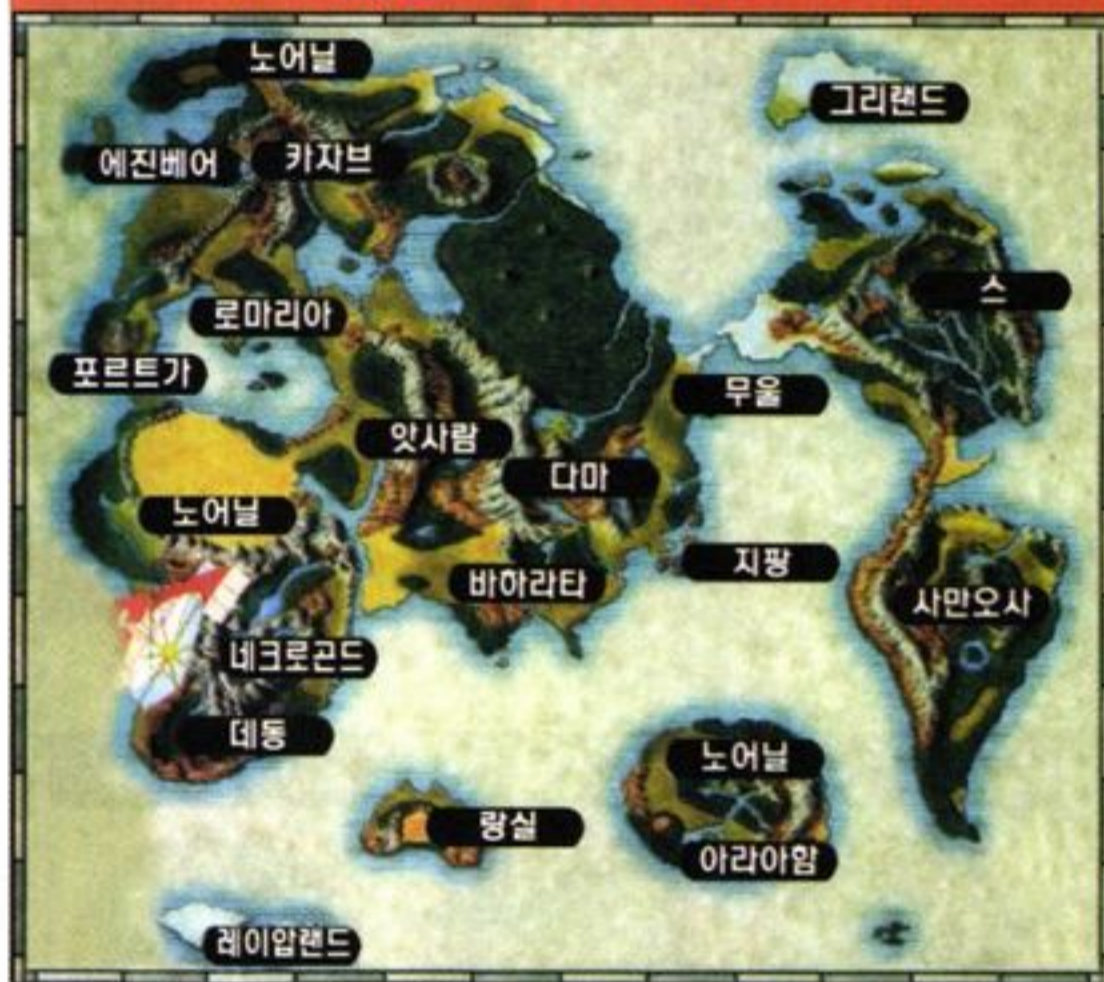 노어닐
그리랜드
에진베어
카자브
스
로마리아
포르트가
무울
앗사람
다마
노어닐
지팡
바하라타
사만오사
네크로곤드
데동
노어닐
랑실
아라아함
레이압랜드